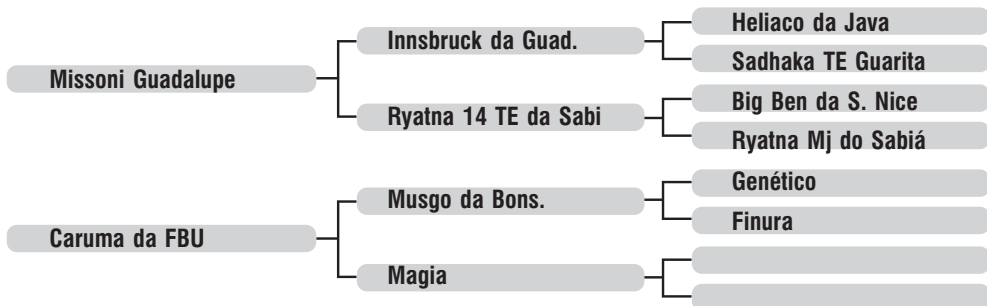 Heliaco da Java
Innsbruck da Guad.
Sadhaka TE Guarita
Missoni Guadalupe
Big Ben da S. Nice
Ryatna 14 TE da Sabi
Ryatna Mj do Sabiá
Genético
Musgo da Bons.
Finura
Caruma da FBU
Magia